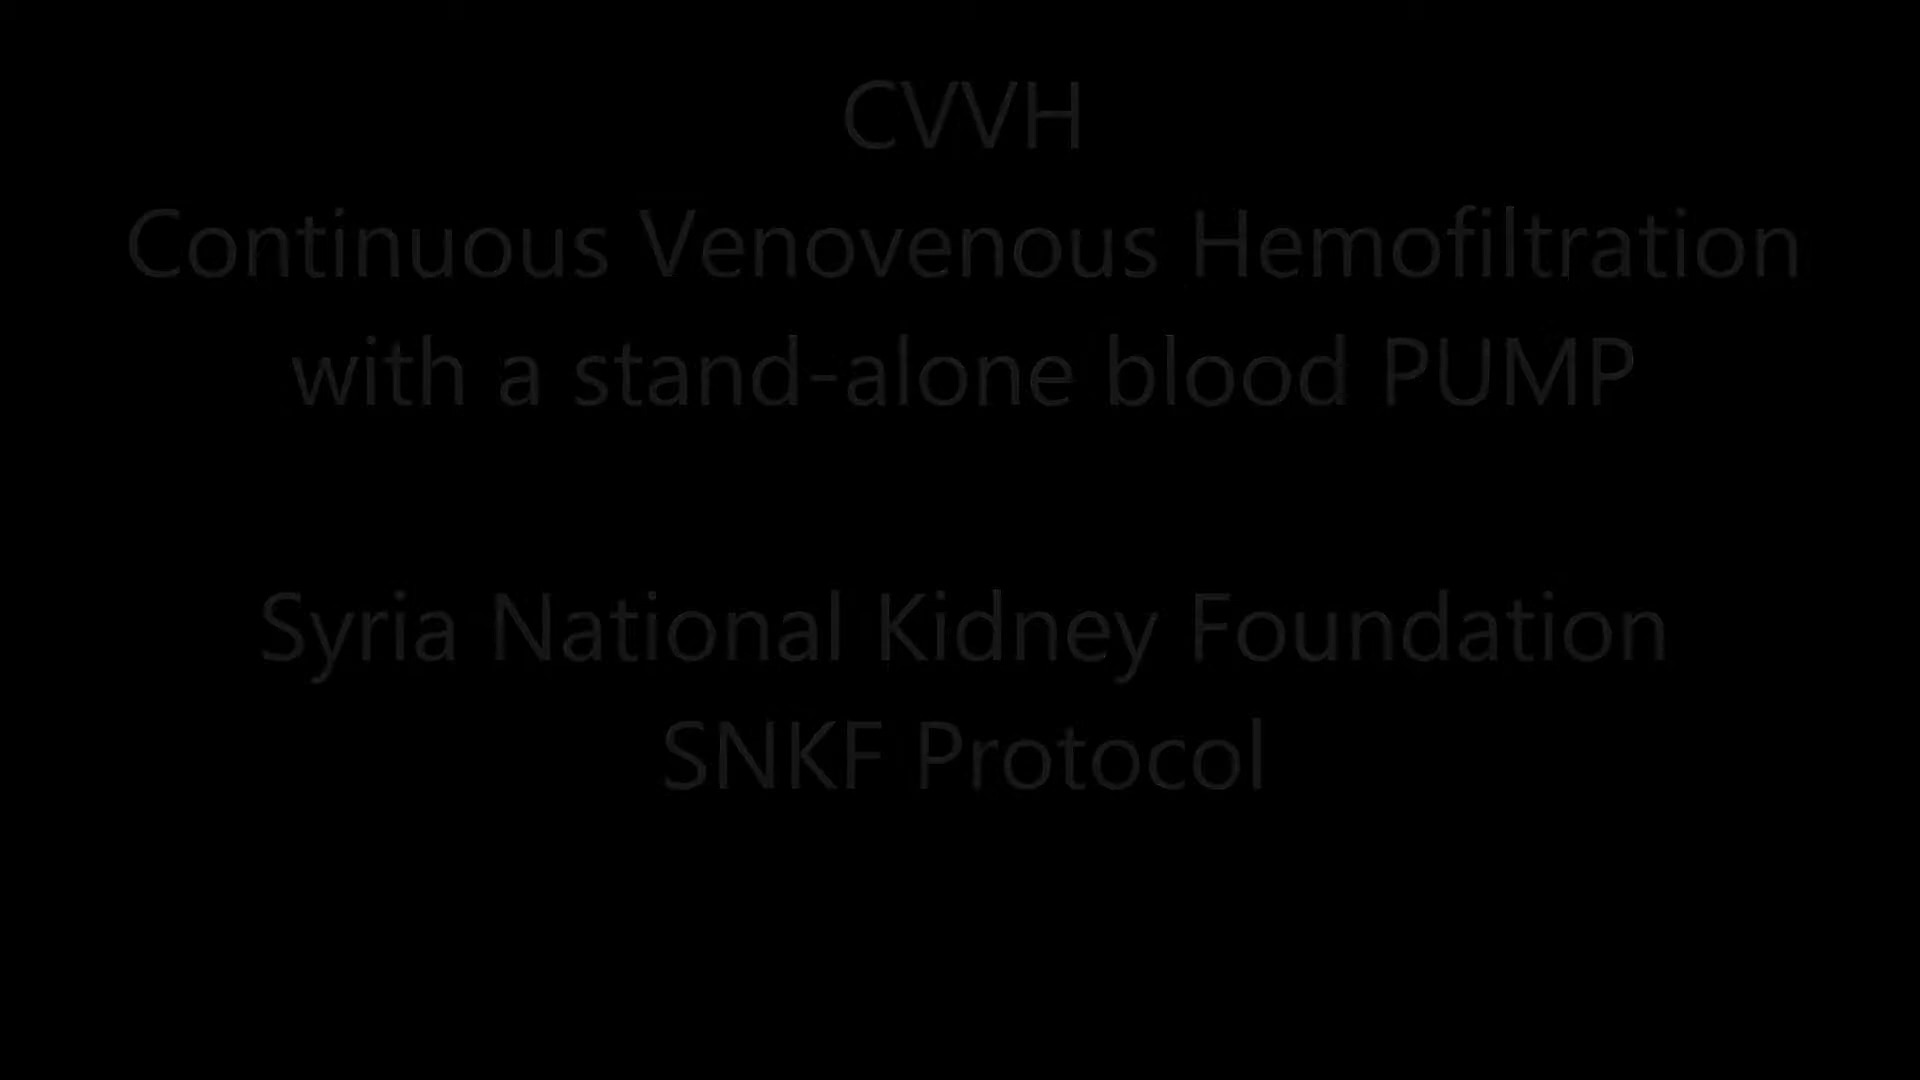 CVVH
Continuous Venovenous Hemofiltration
with a stand-alone blood PUMP
Syria National Kidney Foundation
SNKF Protocol